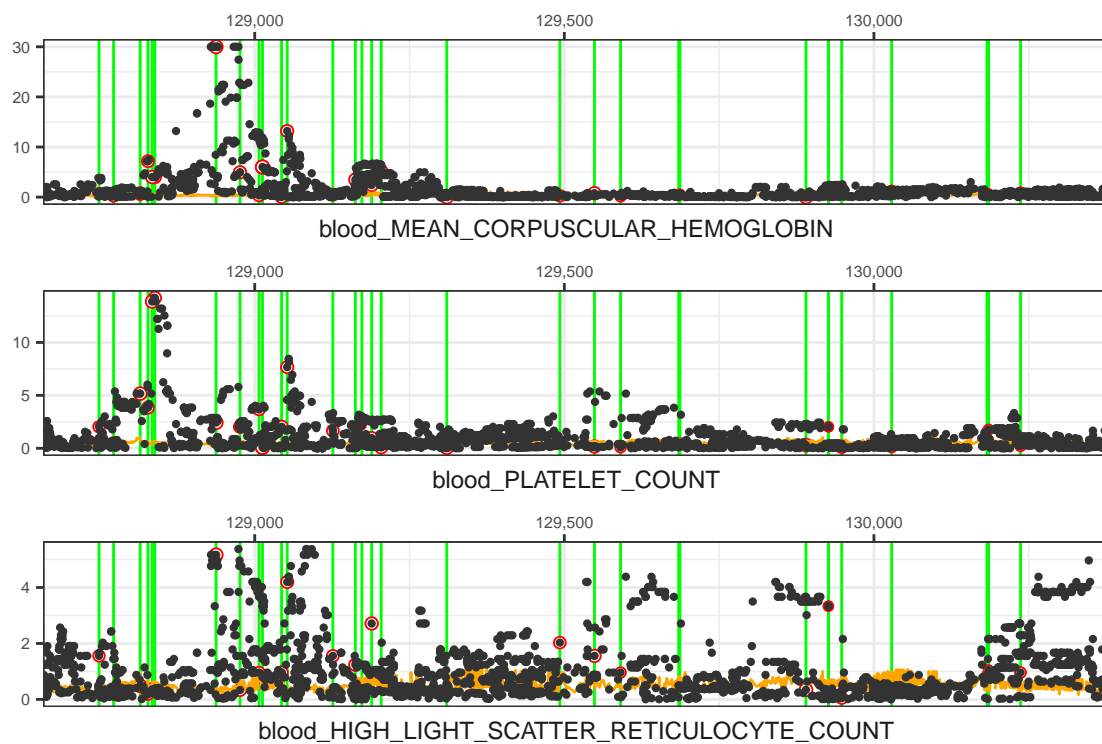 129,000 129,500 130,000
30
20
10
0
blood_MEAN_CORPUSCULAR_HEMOGLOBIN
129,000 129,500 130,000
10
5
0
blood_PLATELET_COUNT
129,000 129,500 130,000
4
2
0
blood_HIGH_LIGHT_SCATTER_RETICULOCYTE_COUNT